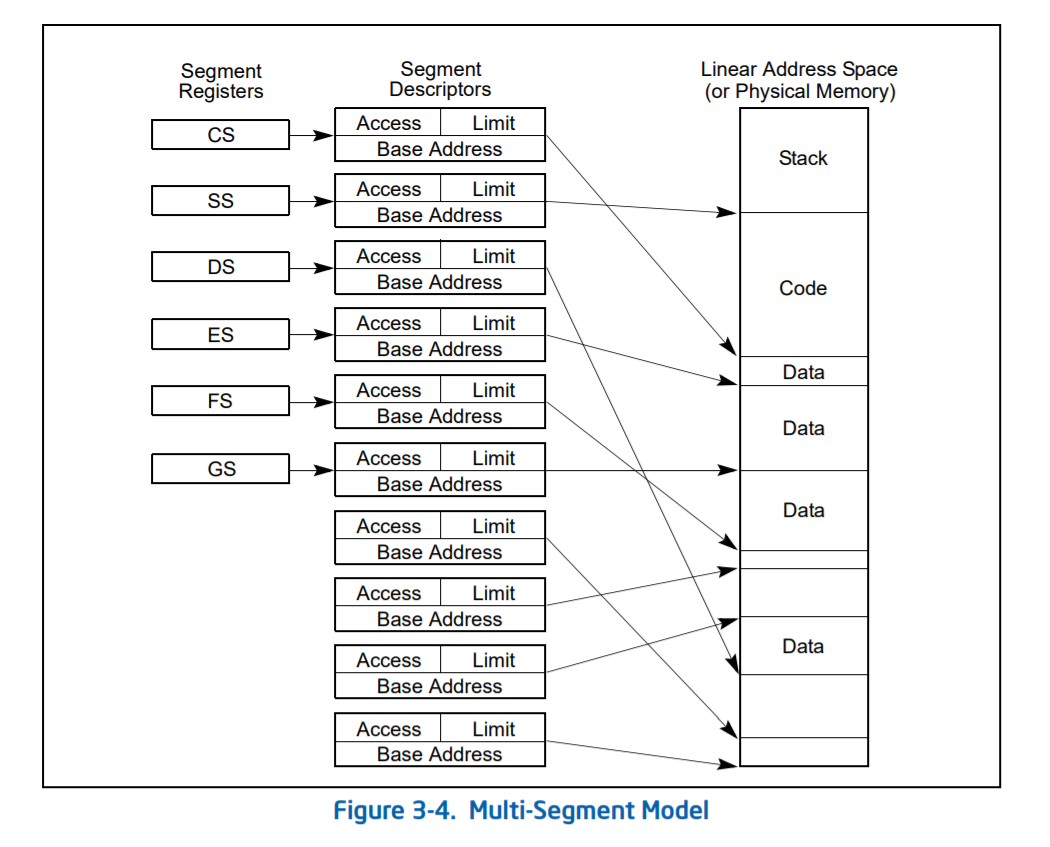 Segment
Registers
Segment
Descriptors
Linear Address Space
(or Physical Memory)
CS
Access Limit
Base Address
Stack
SS
Access Limit
Base Address
DS
Access Limit
Base Address
Code
ES
Access Limit
Base Address
Data
FS
Access Limit
Base Address
Data
GS
Access Limit
Base Address
Data
Access Limit
Base Address
Access Limit
Base Address
Access Limit
Base Address
Data
Access Limit
Base Address
Figure 3-4. Multi-Segment Model